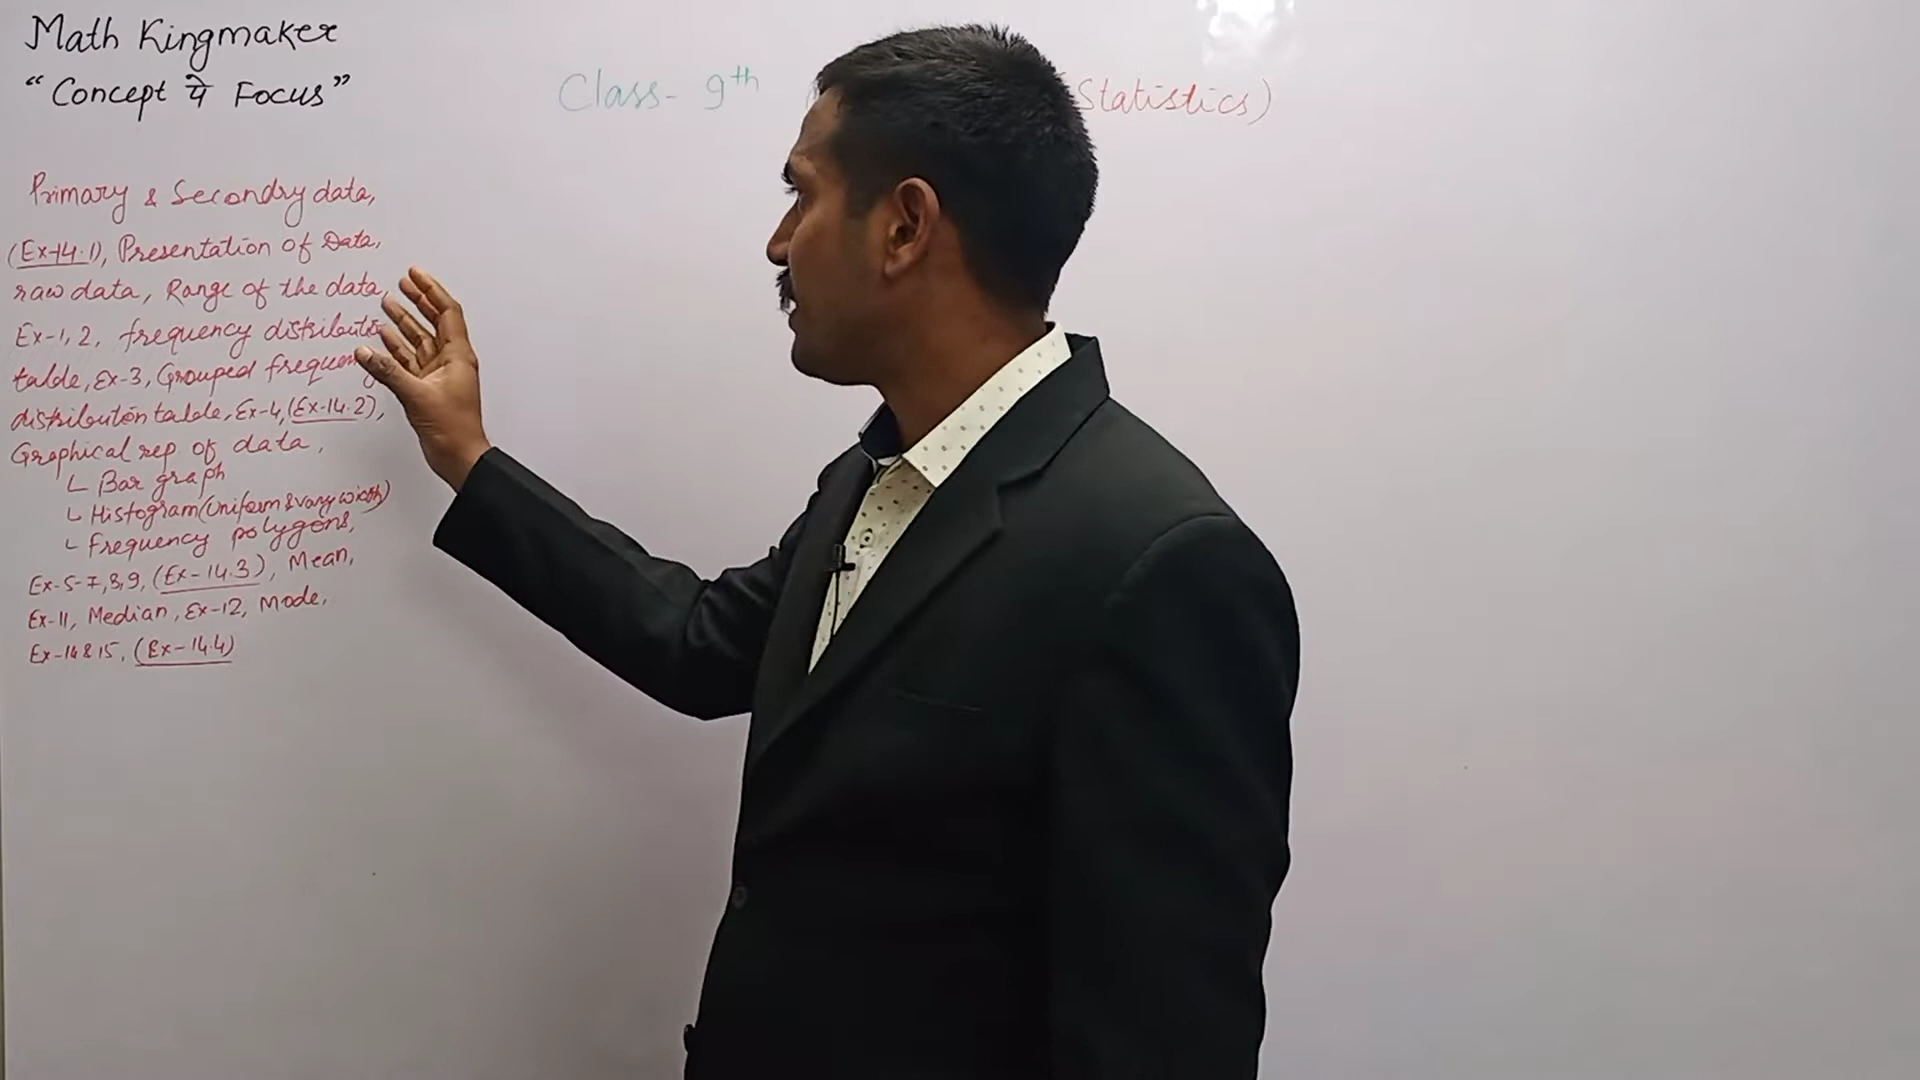 Math Kingmaker
“Concept पे Focus”
Class- 9th
Statistics)
Primary & Secondry data,
(Ex-14.1), Presentation of Data,
raw data, Range of the data,
Ex-1,2, frequency distribution
table, Ex-3, Grouped frequency
distribution table, Ex-4, (Ex-14.2),
Graphical rep of data,
Bar graph
Histogram (Uniform & vary width)
Frequency polygons,
Ex-5-7,8,9, (Ex-14.3), Mean,
Ex-11, Median, Ex-12, Mode,
Ex-14&15, (Ex-14.4)